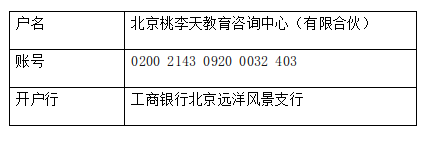 户名 北京桃李天教育咨询中心（有限合伙）
账号 0200 2143 0920 0032 403
开户行 工商银行北京远洋风景支行